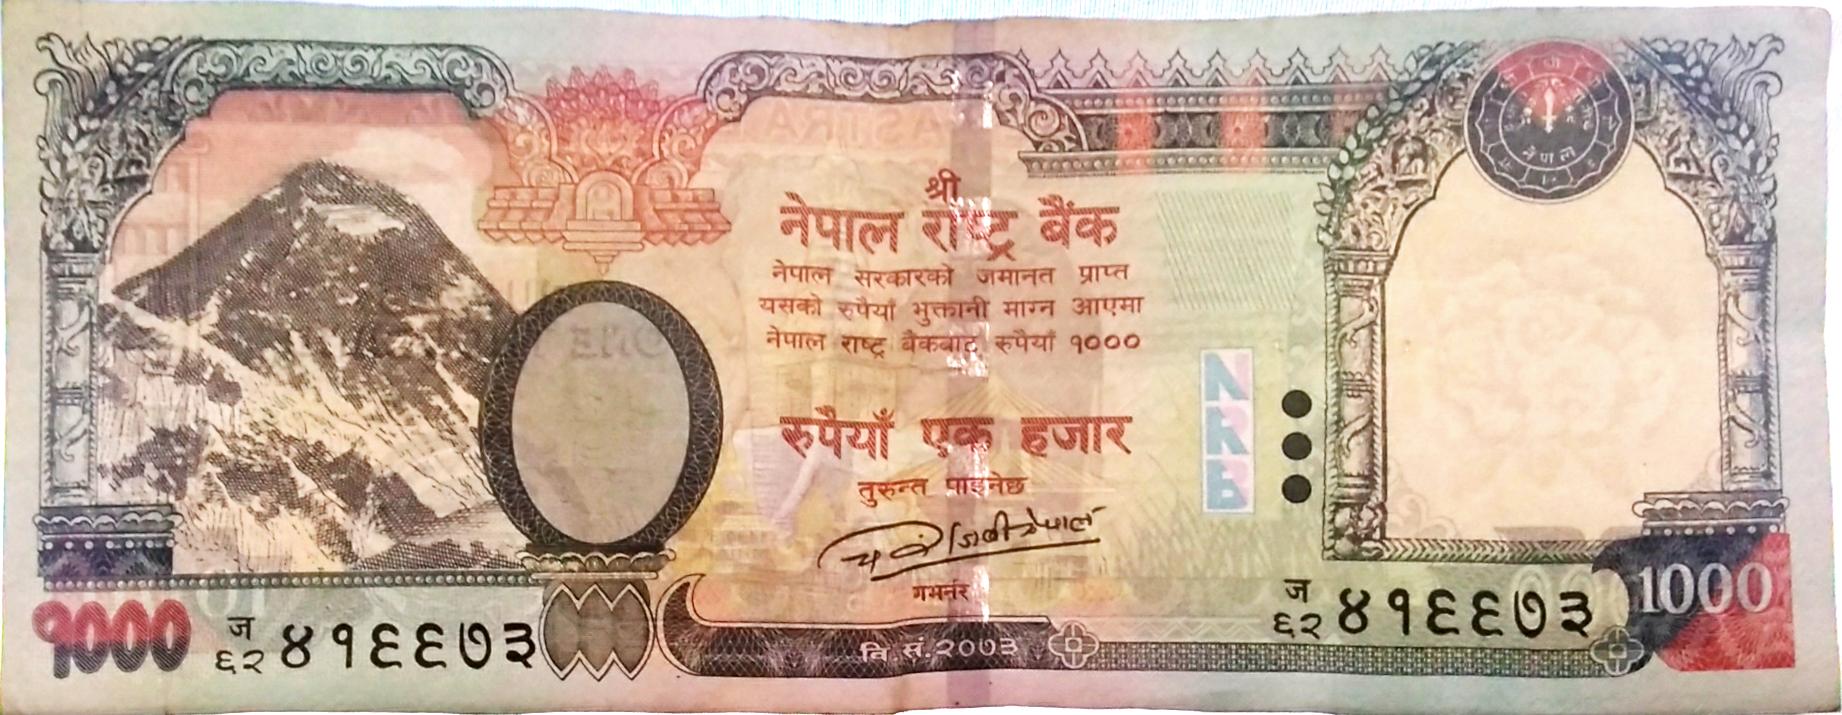 श्री
नेपाल राष्ट्र बैंक
नेपाल सरकारको जमानत प्राप्त
यसको रुपैयाँ भुक्तानी माग्न आएमा
नेपाल राष्ट्र बैंकबाट रुपैयाँ १०००
रुपैयाँ एक हजार
तुरुन्त पाइनेछ
गभर्नर
NRB
नेपाल
१०००
ज
६२ ४१६६७३
वि.सं.२०७३
ज
६२ ४१६६७३
1000